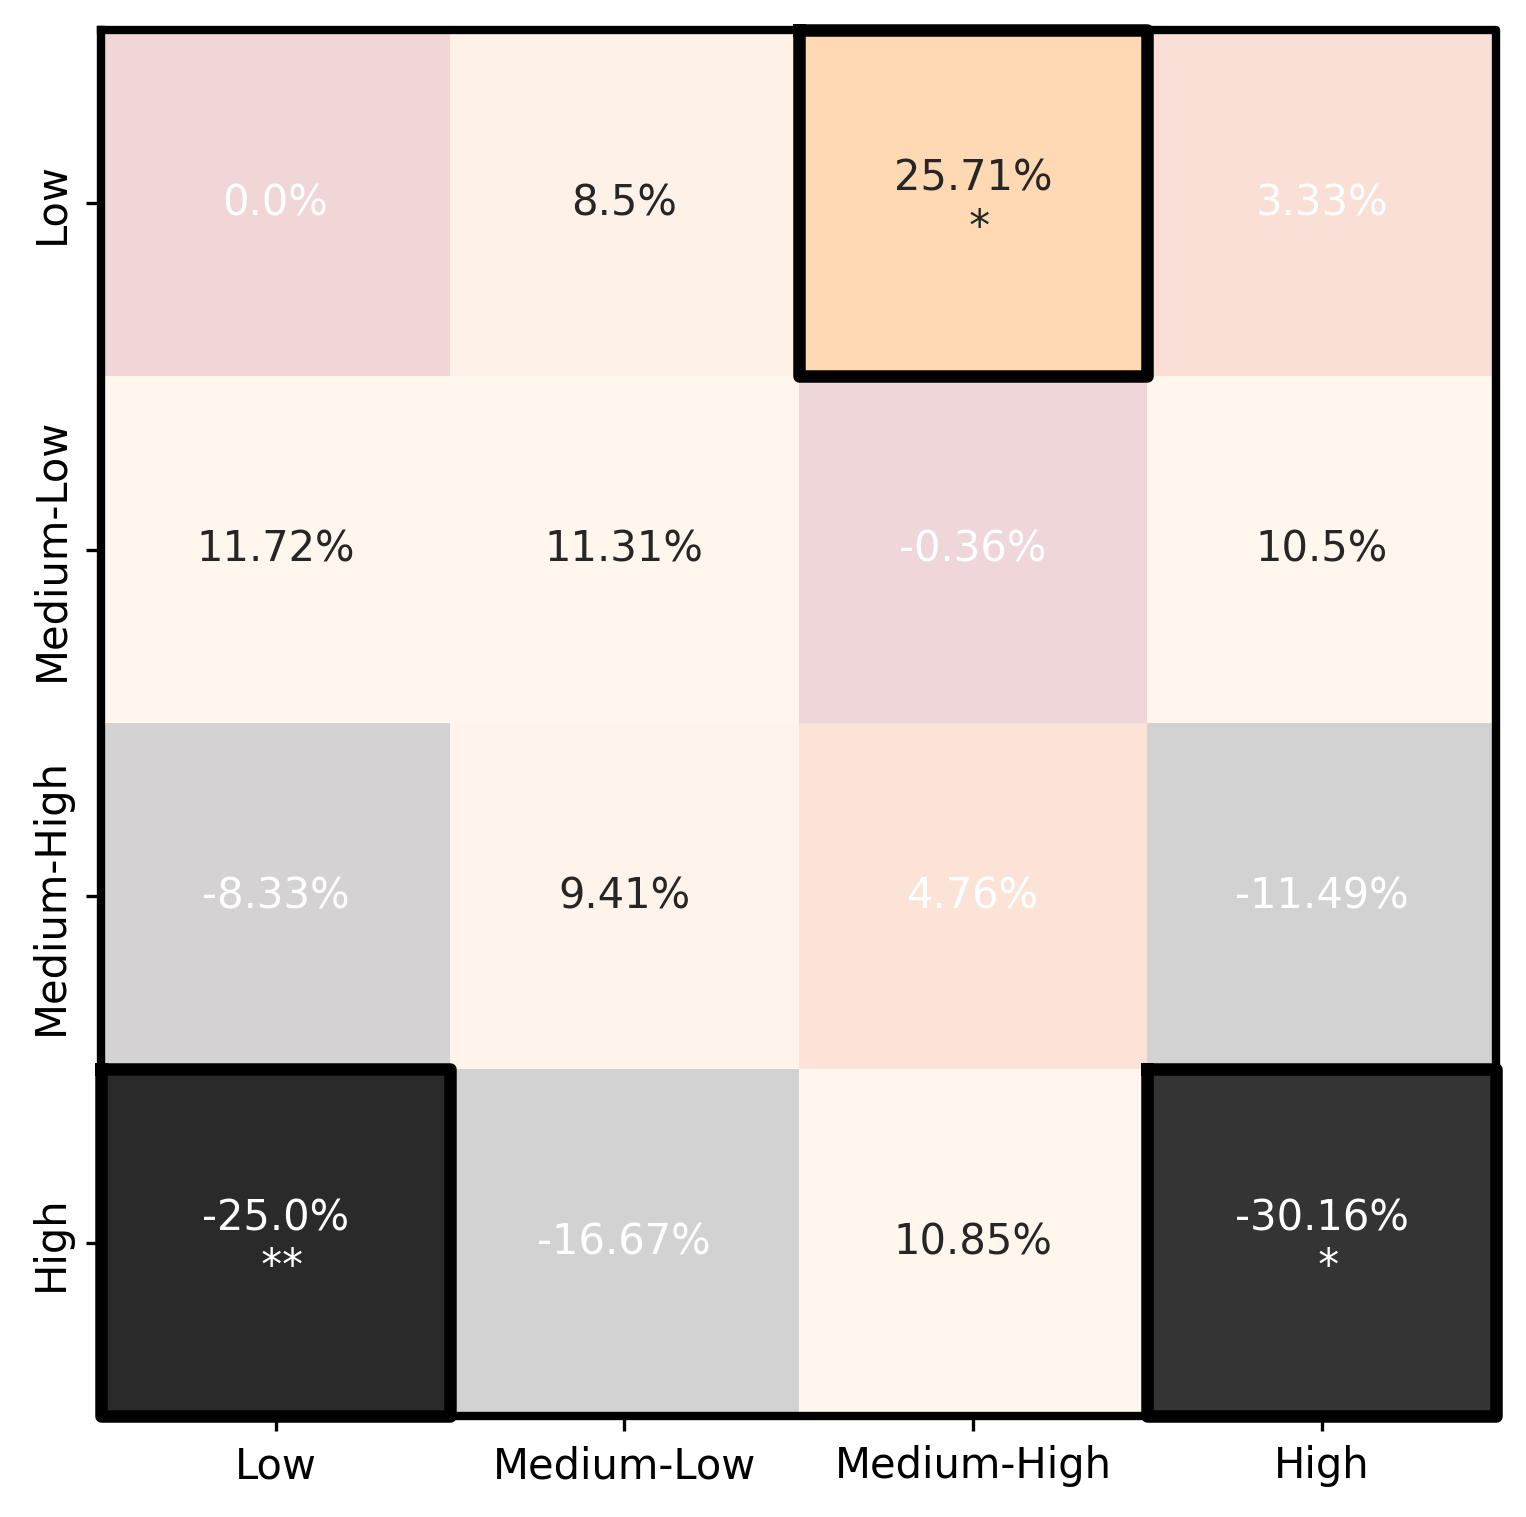 Low
0.0%
8.5%
25.71%
*
3.33%
Medium-Low
11.72%
11.31%
-0.36%
10.5%
Medium-High
-8.33%
9.41%
4.76%
-11.49%
High
-25.0%
**
-16.67%
10.85%
-30.16%
*
Low
Medium-Low
Medium-High
High